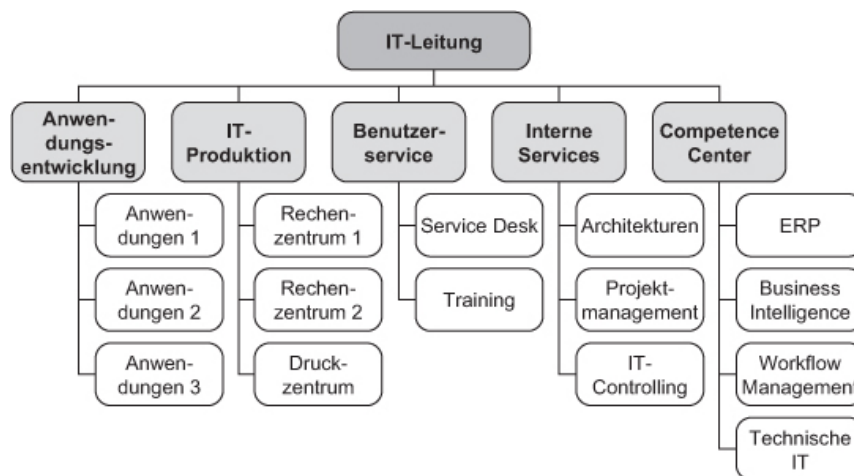 IT-Leitung
Anwen-
dungs-
entwicklung
IT-
Produktion
Benutzer-
service
Interne
Services
Competence
Center
Anwen-
dungen 1
Anwen-
dungen 2
Anwen-
dungen 3
Rechen-
zentrum 1
Rechen-
zentrum 2
Druck-
zentrum
Service Desk
Training
Architekturen
Projekt-
management
IT-
Controlling
ERP
Business
Intelligence
Workflow
Management
Technische
IT